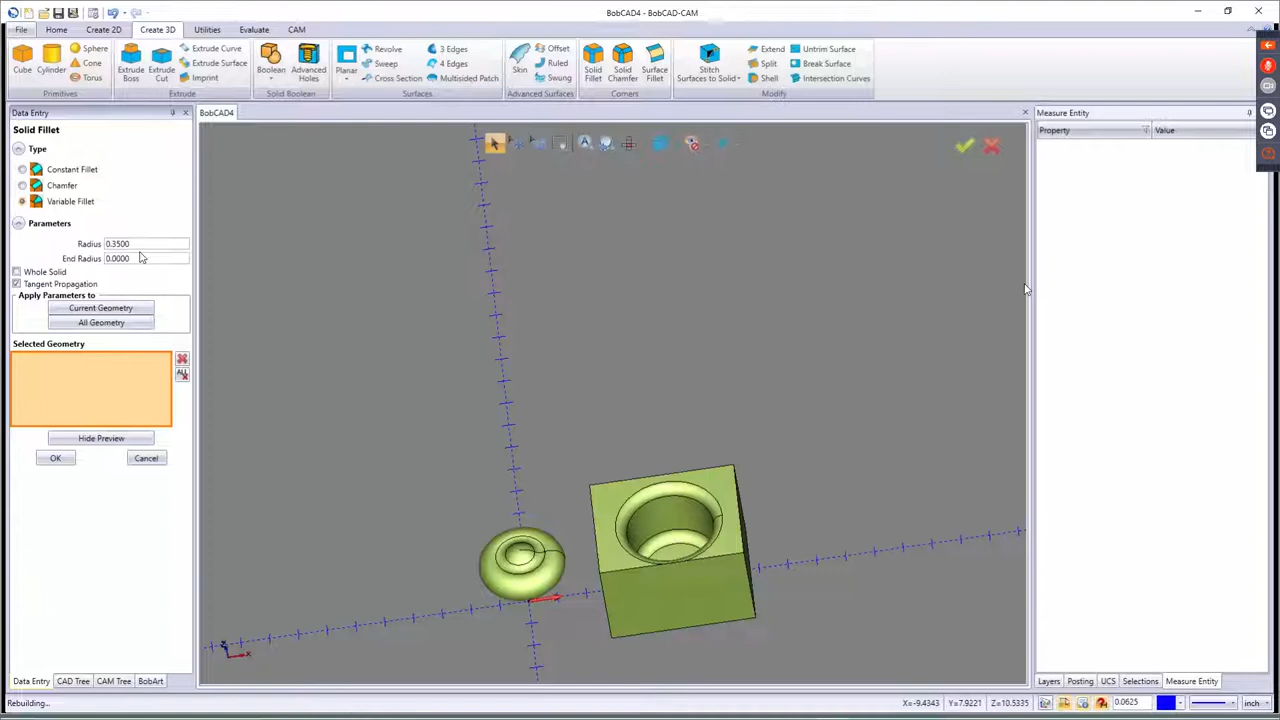 BobCAD4 - BobCAD-CAM
File Home Create 2D Create 3D Utilities Evaluate CAM
Cube Cylinder Sphere Cone Torus
Primitives
Extrude Boss Extrude Cut Extrude Curve Extrude Surface Imprint
Extrude
Boolean Advanced Holes
Solid Boolean
Planar Revolve Sweep Cross Section 3 Edges 4 Edges Multisided Patch
Surfaces
Skin Offset Ruled Swung
Advanced Surfaces
Solid Fillet Solid Chamfer Surface Fillet
Corners
Stitch Surfaces to Solid Extend Split Shell Untrim Surface Break Surface Intersection Curves
Modify
Data Entry
Solid Fillet
Type
Constant Fillet
Chamfer
Variable Fillet
Parameters
Radius 0.3500
End Radius 0.0000
Whole Solid
Tangent Propagation
Apply Parameters to
Current Geometry
All Geometry
Selected Geometry
ALL
Hide Preview
OK Cancel
Data Entry CAD Tree CAM Tree BobArt
BobCAD4
x
Measure Entity
Property Value
Layers Posting UCS Selections Measure Entity
Rebuilding... X=-9.4343 Y=7.9221 Z=10.5335 0.0625 inch